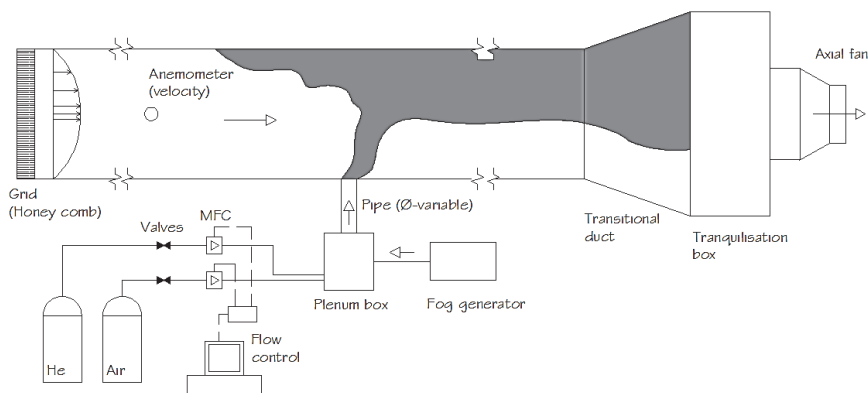 Axial fan
Anemometer
(velocity)
Grid
(Honey comb)
Pipe (Ø-variable)
Transitional
duct
Tranquilisation
box
Valves
MFC
Plenum box
Fog generator
Flow
control
He
Air